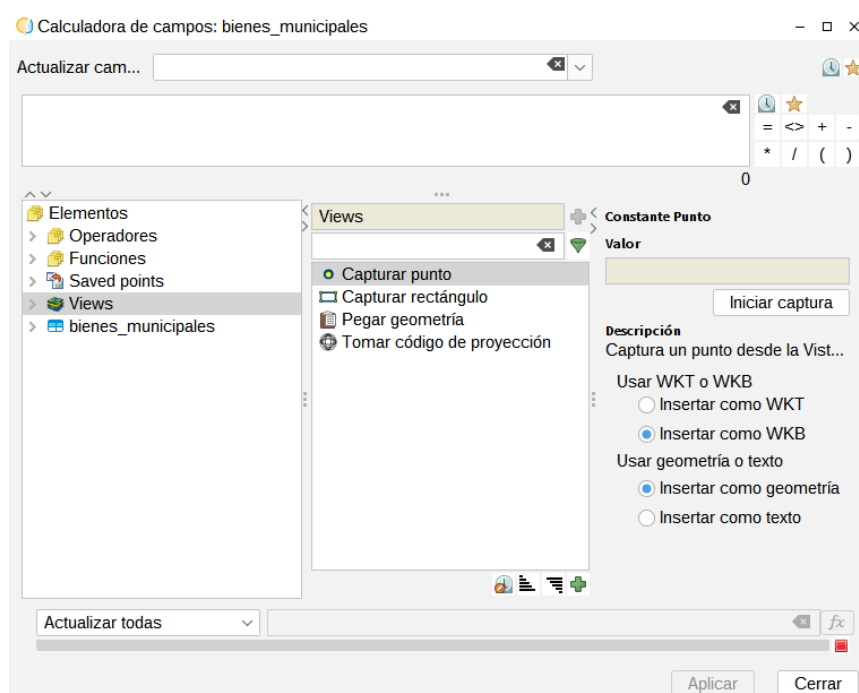 Calculadora de campos: bienes_municipales
Actualizar cam...
= <> + -
* / ( )
0
Elementos
Operadores
Funciones
Saved points
Views
bienes_municipales
Views
Capturar punto
Capturar rectángulo
Pegar geometría
Tomar código de proyección
Constante Punto
Valor
Iniciar captura
Descripción
Captura un punto desde la Vist...
Usar WKT o WKB
Insertar como WKT
Insertar como WKB
Usar geometría o texto
Insertar como geometría
Insertar como texto
Actualizar todas
fx
Aplicar
Cerrar